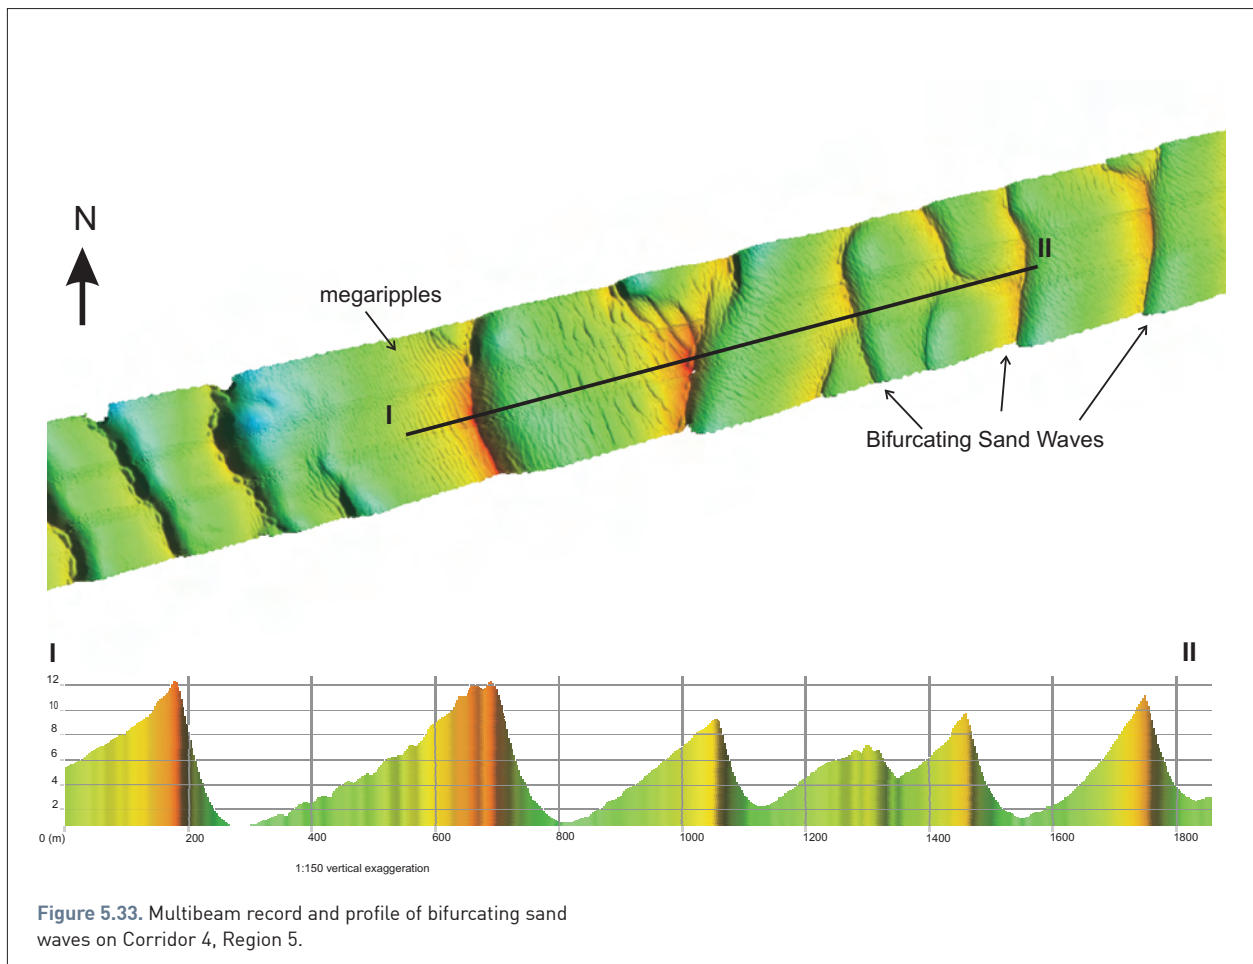 N
megaripples
II
I
Bifurcating Sand Waves
I
II
12
10
8
6
4
2
0 (m)
200
400
600
800
1000
1200
1400
1600
1800
1:150 vertical exaggeration
Figure 5.33. Multibeam record and profile of bifurcating sand
waves on Corridor 4, Region 5.